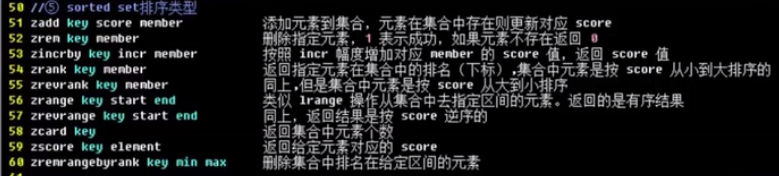 50 //⑤ sorted set排序类型
51 zadd key score member 添加元素到集合，元素在集合中存在则更新对应 score
52 zrem key member 删除指定元素，1 表示成功，如果元素不存在返回 0
53 zincrby key incr member 按照 incr 幅度增加对应 member 的 score 值，返回 score 值
54 zrank key member 返回指定元素在集合中的排名（下标）,集合中元素是按 score 从小到大排序的
55 zrevrank key member 同上,但是集合中元素是按 score 从大到小排序
56 zrange key start end 类似 lrange 操作从集合中去指定区间的元素。返回的是有序结果
57 zrevrange key start end 同上，返回结果是按 score 逆序的
58 zcard key 返回集合中元素个数
59 zscore key element 返回给定元素对应的 score
60 zremrangebyrank key min max 删除集合中排名在给定区间的元素